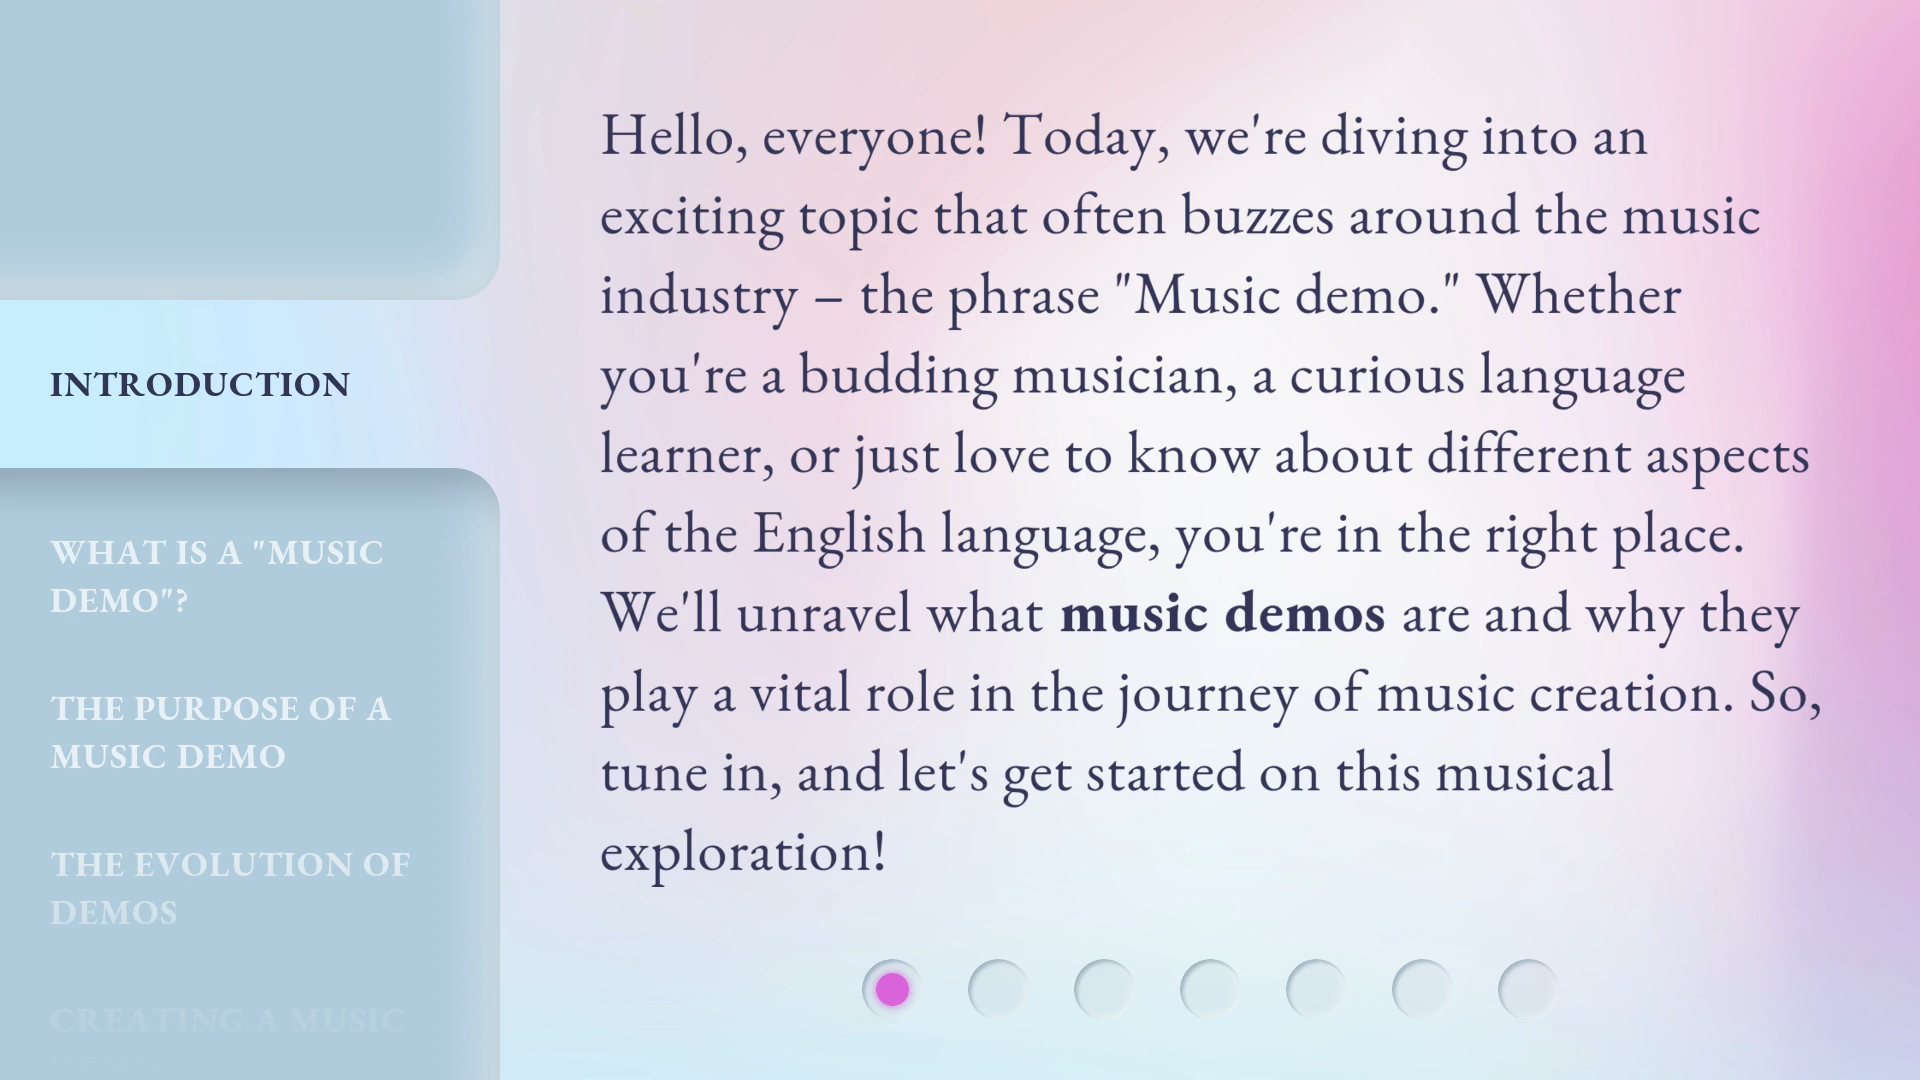 INTRODUCTION
WHAT IS A "MUSIC
DEMO"?
THE PURPOSE OF A
MUSIC DEMO
THE EVOLUTION OF
DEMOS
CREATING A MUSIC
Hello, everyone! Today, we're diving into an
exciting topic that often buzzes around the music
industry – the phrase "Music demo." Whether
you're a budding musician, a curious language
learner, or just love to know about different aspects
of the English language, you're in the right place.
We'll unravel what music demos are and why they
play a vital role in the journey of music creation. So,
tune in, and let's get started on this musical
exploration!